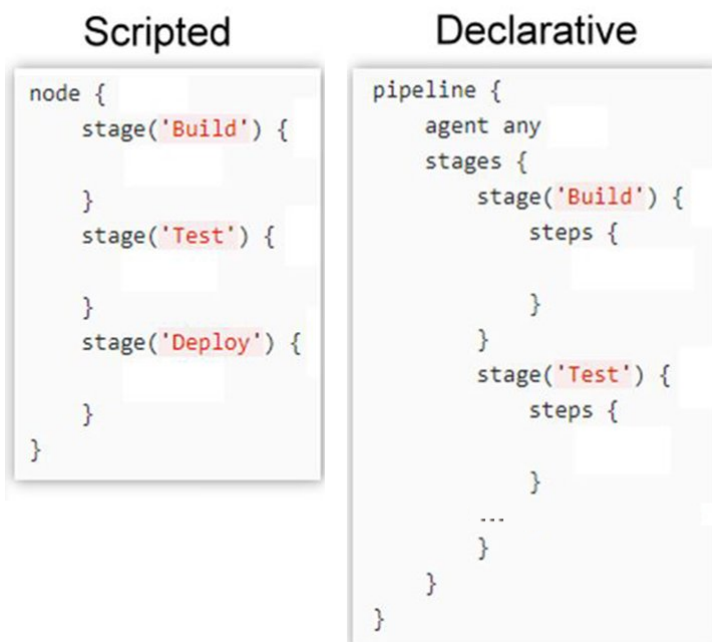 Scripted
node {
    stage('Build') {
    }
    stage('Test') {
    }
    stage('Deploy') {
    }
}
Declarative
pipeline {
    agent any
    stages {
        stage('Build') {
            steps {
            }
        }
        stage('Test') {
            steps {
            }
        ...
        }
    }
}